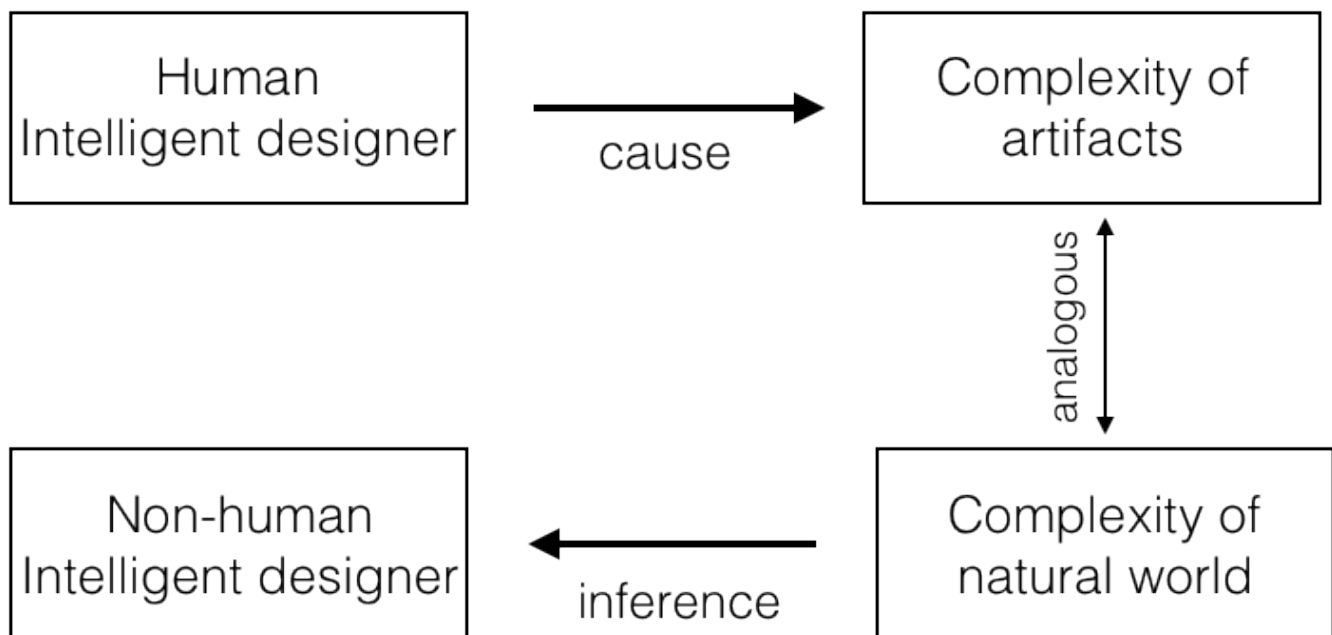 Human
Intelligent designer
cause
Complexity of
artifacts
analogous
Non-human
Intelligent designer
inference
Complexity of
natural world